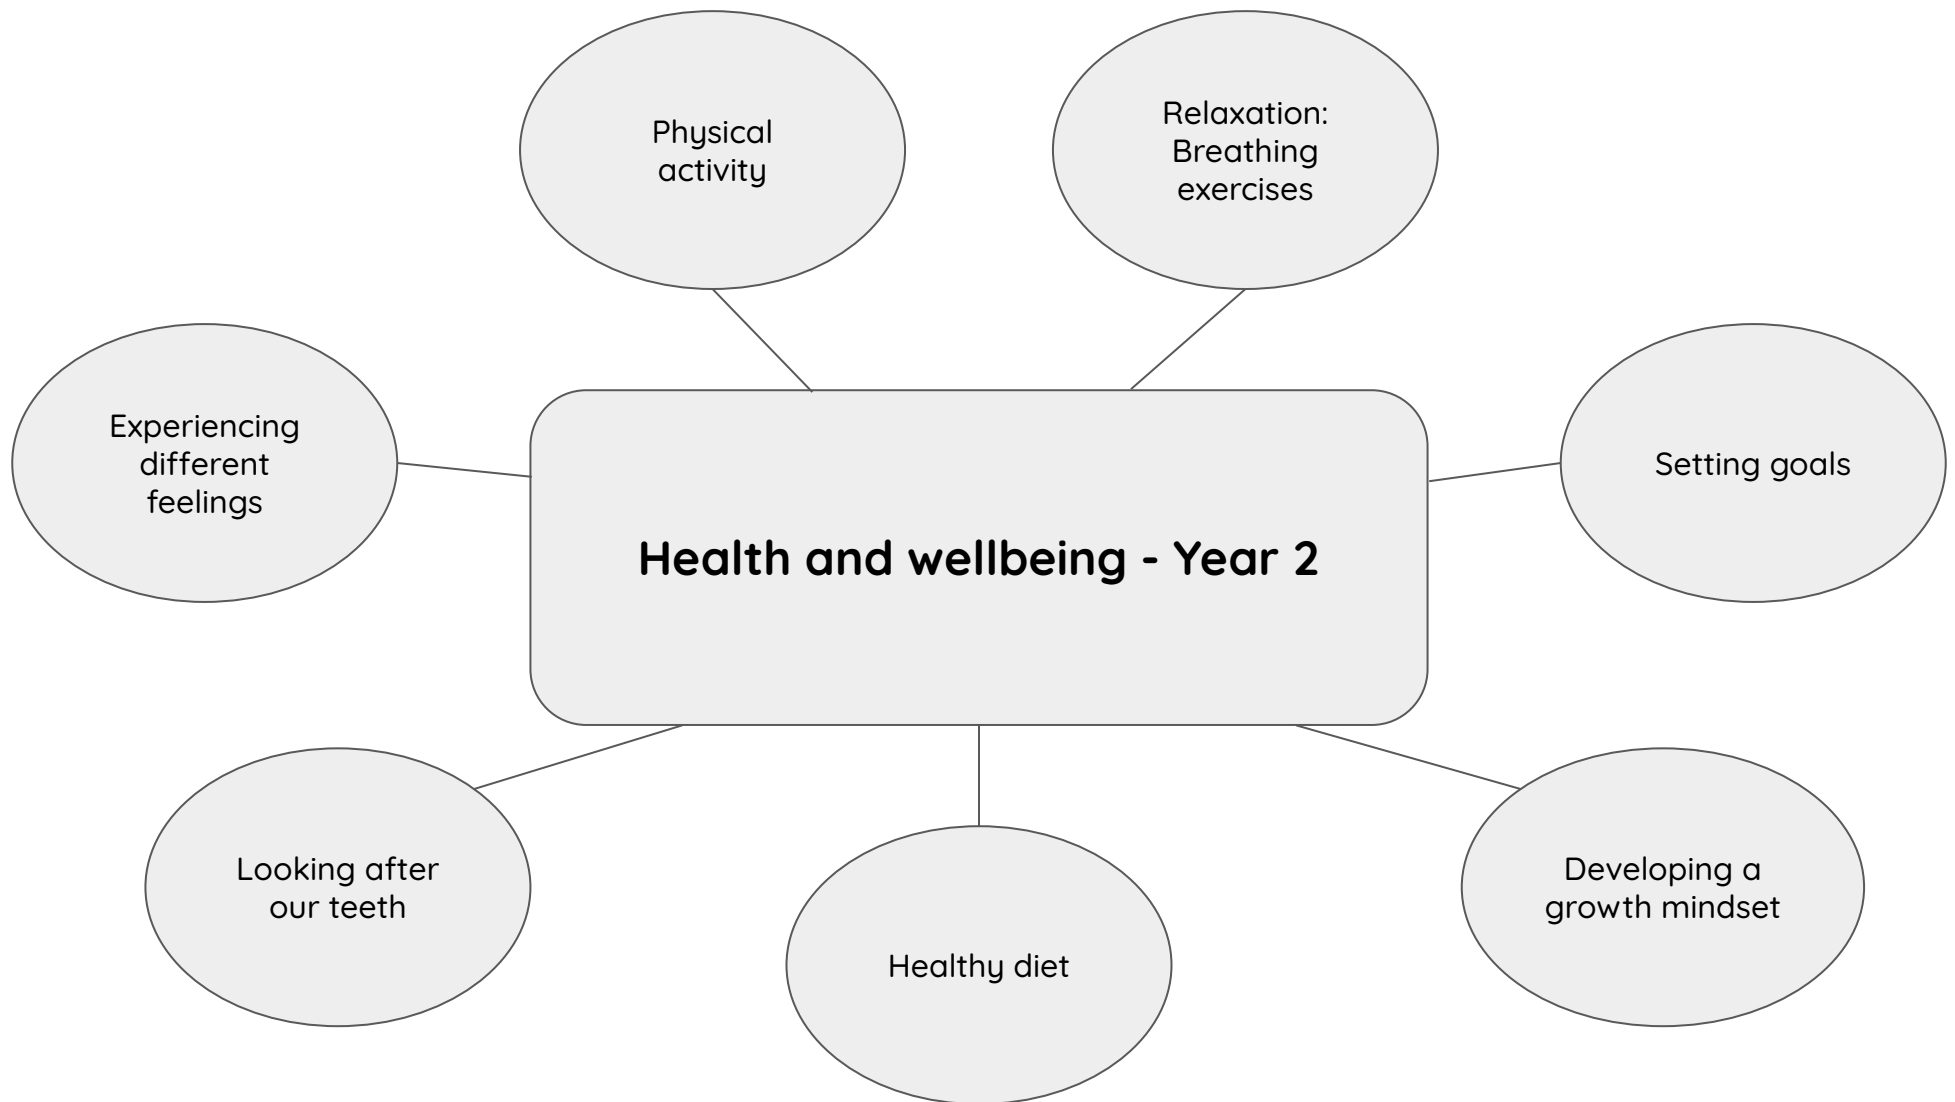 Physical
activity
Relaxation:
Breathing
exercises
Experiencing
different
feelings
Setting goals
Health and wellbeing - Year 2
Looking after
our teeth
Healthy diet
Developing a
growth mindset